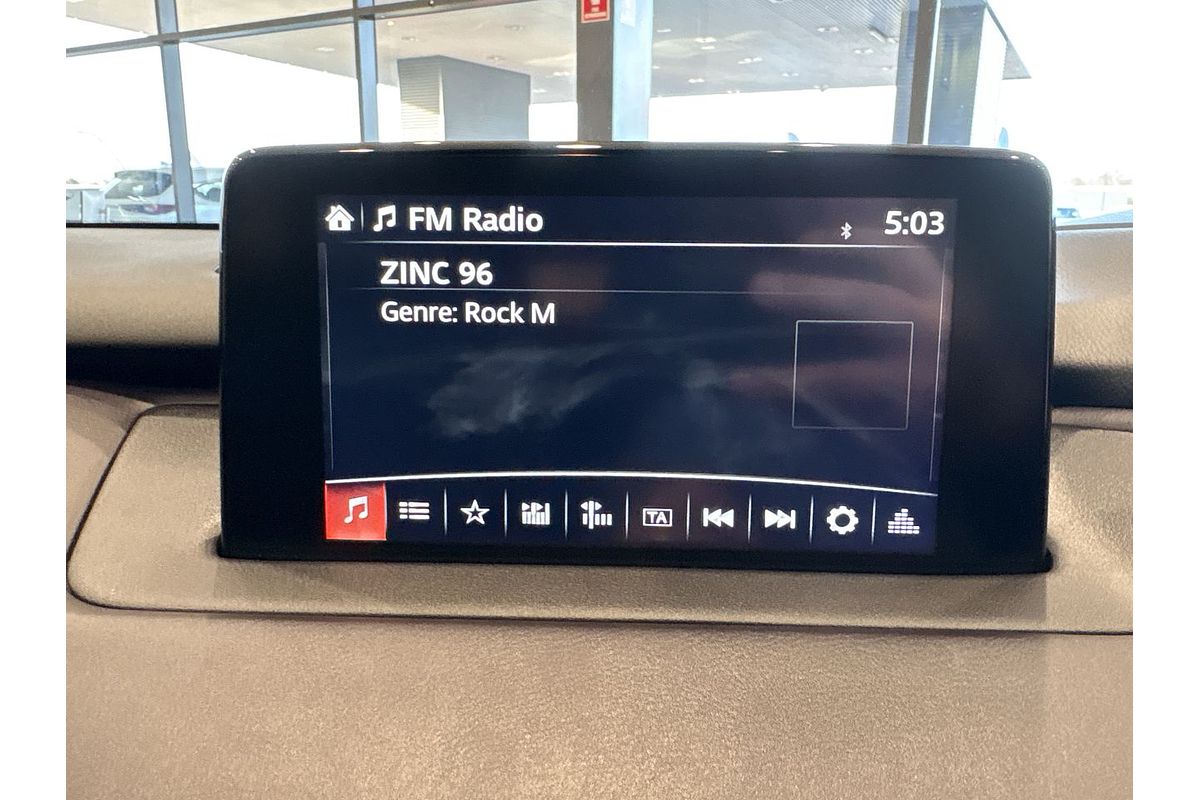 FM Radio
5:03
ZINC 96
Genre: Rock M
TA